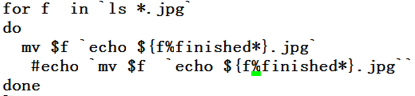 for f  in `ls *.jpg`
do
  mv $f `echo ${f%finished*}.jpg`
   #echo `mv $f  `echo ${f%finished*}.jpg``
done